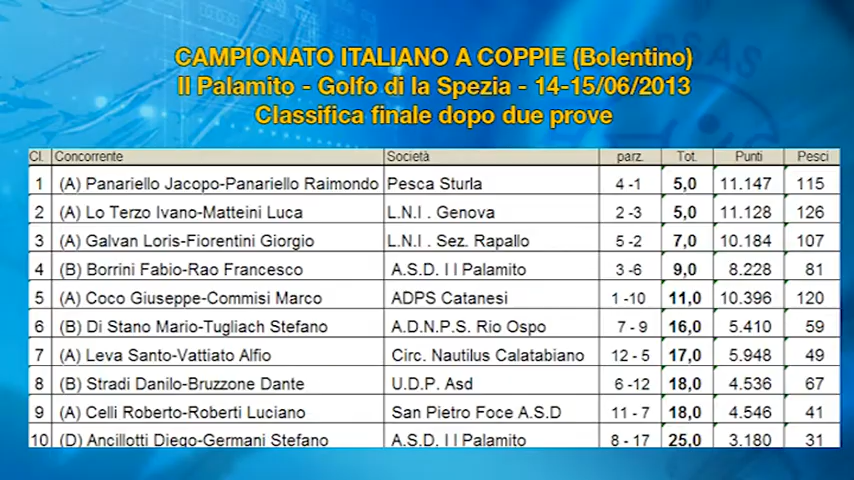 CAMPIONATO ITALIANO A COPPIE (Bolentino)
Il Palamito - Golfo di la Spezia - 14-15/06/2013
Classifica finale dopo due prove
Cl. Concorrente Società parz. Tot. Punti Pesci
1 (A) Panariello Jacopo-Panariello Raimondo Pesca Sturla 4 -1 5,0 11.147 115
2 (A) Lo Terzo Ivano-Matteini Luca L.N.I . Genova 2 -3 5,0 11.128 126
3 (A) Galvan Loris-Fiorentini Giorgio L.N.I . Sez. Rapallo 5 -2 7,0 10.184 107
4 (B) Borrini Fabio-Rao Francesco A.S.D. I l Palamito 3 -6 9,0 8.228 81
5 (A) Coco Giuseppe-Commisi Marco ADPS Catanesi 1 -10 11,0 10.396 120
6 (B) Di Stano Mario-Tugliach Stefano A.D.N.P.S. Rio Ospo 7 - 9 16,0 5.410 59
7 (A) Leva Santo-Vattiato Alfio Circ. Nautilus Calatabiano 12 - 5 17,0 5.948 49
8 (B) Stradi Danilo-Bruzzone Dante U.D.P. Asd 6 -12 18,0 4.536 67
9 (A) Celli Roberto-Roberti Luciano San Pietro Foce A.S.D 11 - 7 18,0 4.546 41
10 (D) Ancillotti Diego-Germani Stefano A.S.D. I l Palamito 8 - 17 25,0 3.180 31